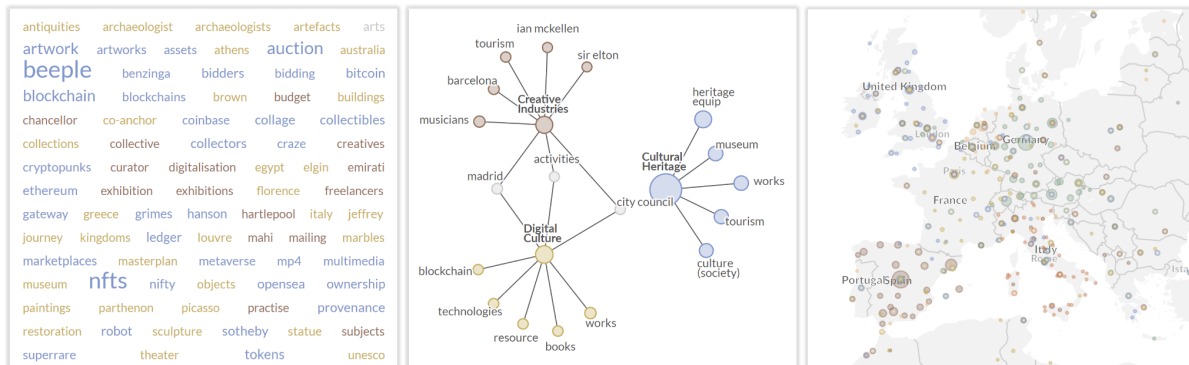 antiquities archaeologist archaeologists artefacts arts
artwork artworks assets athens auction australia
beeple benzinga bidders bidding bitcoin
blockchain blockchains brown budget buildings
chancellor co-anchor coinbase collage collectibles
collections collective collectors craze creatives
cryptopunks curator digitalisation egypt elgin emirati
ethereum exhibition exhibitions florence freelancers
gateway greece grimes hanson hartlepool italy jeffrey
journey kingdoms ledger louvre mahi mailing marbles
marketplaces masterplan metaverse mp4 multimedia
museum nfts nifty objects opensea ownership
paintings parthenon picasso practise provenance
restoration robot sculpture sotheby statue subjects
superrare theater tokens unesco
ian mckellen
tourism
sir elton
barcelona
Creative
Industries
musicians
activities
madrid
city council
Digital
Culture
blockchain
technologies
resource
books
works
heritage
equip
museum
Cultural
Heritage
works
tourism
culture
(society)
United Kingdom
London
Belgium
Germany
Paris
France
Italy
Rome
Portugal
Spain
Ista